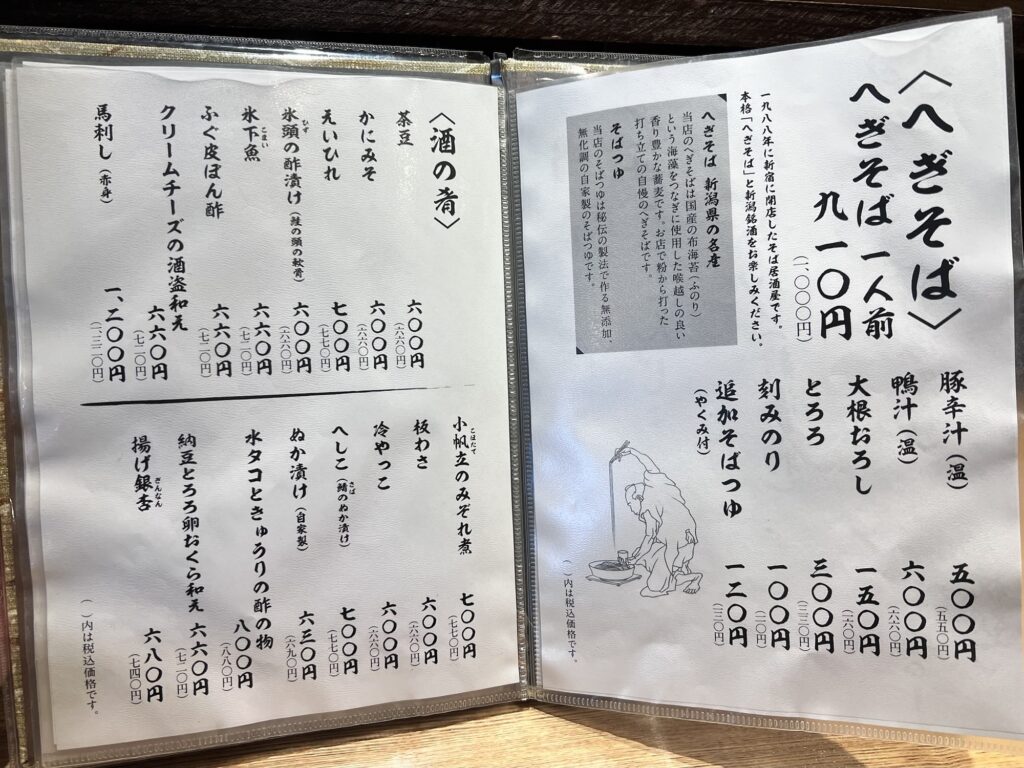 〈へぎそば〉
へぎそば 一人前
九一〇円
(一、〇〇〇円)
一九八八年に新宿に開店したそば居酒屋です。
本格「へぎそば」と新潟銘酒をお楽しみください。
へぎそば 新潟県の名産
当店のへぎそばは国産の布海苔(ふのり)
という海藻をつなぎに使用した喉越しの良い
香り豊かな蕎麦です。お店で粉から打った
打ち立ての自慢のへぎそばです。
そばつゆ
当店のそばつゆは秘伝の製法で作る無添加、
無化調の自家製のそばつゆです。
豚辛汁(温) 五〇〇円
(五五〇円)
鴨汁(温) 六〇〇円
(六六〇円)
大根おろし 一五〇円
(一六〇円)
とろろ 三〇〇円
(三三〇円)
刻みのり 一〇〇円
(一一〇円)
追加そばつゆ 一二〇円
(やくみ付) (一三〇円)
( )内は税込価格です。
〈酒の肴〉
茶豆 六〇〇円
(六六〇円)
かにみそ 六〇〇円
(六六〇円)
えいひれ 七〇〇円
(七七〇円)
氷頭の酢漬け(鮭の頭の軟骨) 六〇〇円
ひず
(六六〇円)
氷下魚 六六〇円
こまい
(七二〇円)
ふぐ皮ぽん酢 六六〇円
(七二〇円)
クリームチーズの酒盗和え 六六〇円
(七二〇円)
馬刺し(赤身) 一、二〇〇円
(一、三二〇円)
小帆立のみぞれ煮 七〇〇円
こほたて
(七七〇円)
板わさ 六〇〇円
(六六〇円)
冷やっこ 六〇〇円
(六六〇円)
へしこ(鯖のぬか漬け) 七〇〇円
さば
(七七〇円)
ぬか漬け(自家製) 六三〇円
(六九〇円)
水タコときゅうりの酢の物 八〇〇円
(八八〇円)
納豆とろろ卵おくら和え 六六〇円
(七二〇円)
揚げ銀杏 六八〇円
ぎんなん
(七四〇円)
( )内は税込価格です。